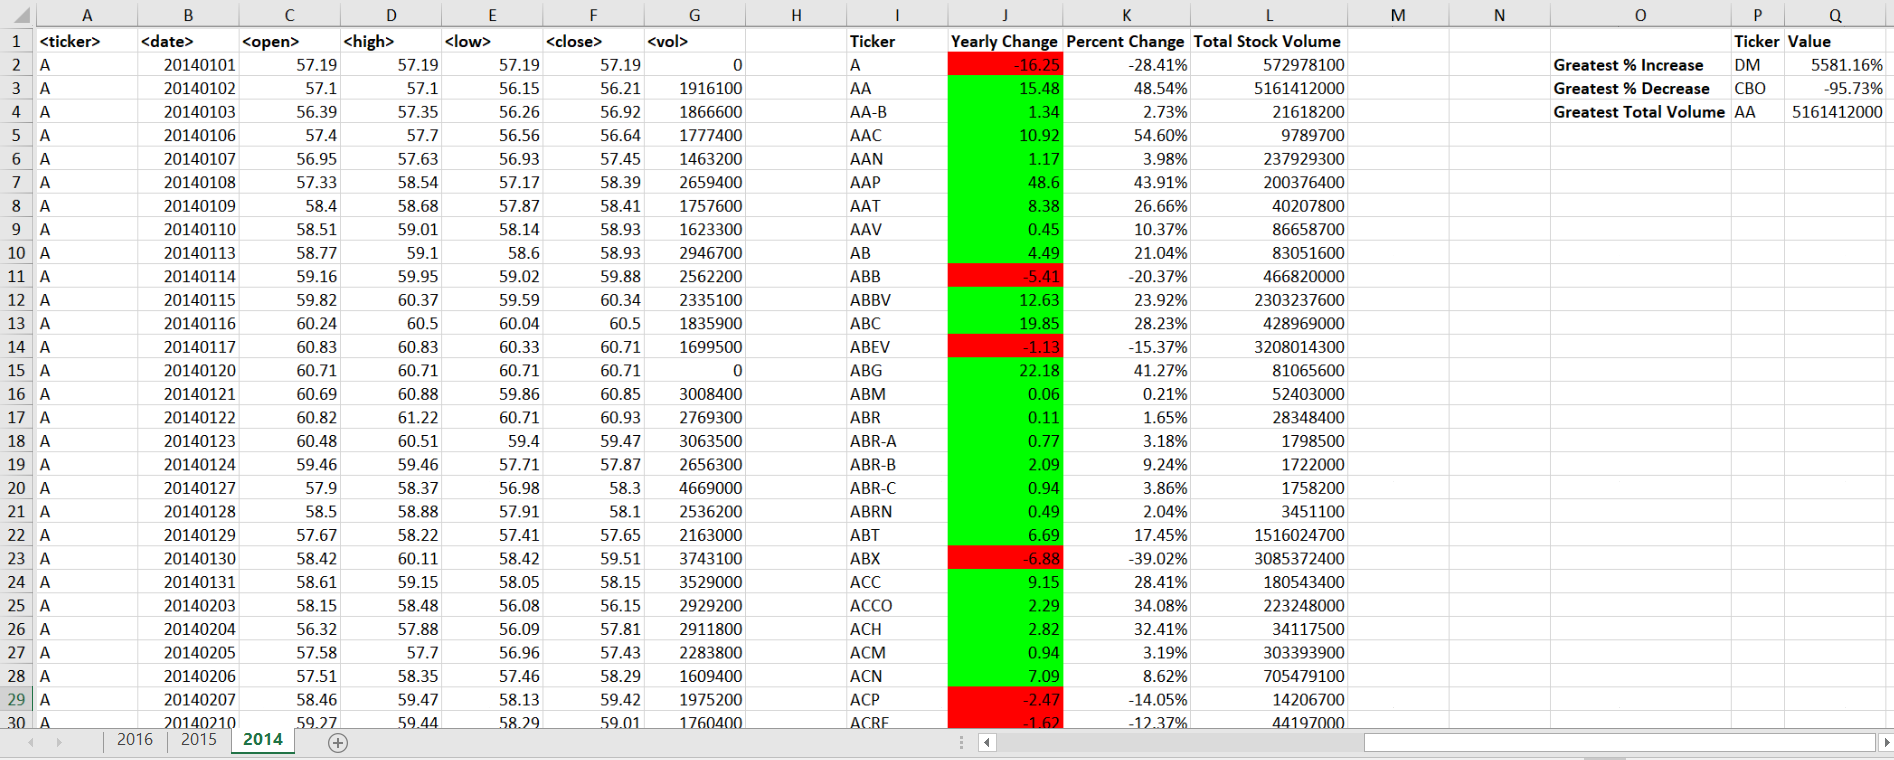 A B C D E F G H I J K L M N O P Q
1 <ticker> <date> <open> <high> <low> <close> <vol> Ticker Yearly Change Percent Change Total Stock Volume Ticker Value
2 A 20140101 57.19 57.19 57.19 57.19 0 A -16.25 -28.41% 572978100 Greatest % Increase DM 5581.16%
3 A 20140102 57.1 57.1 56.15 56.21 1916100 AA 15.48 48.54% 5161412000 Greatest % Decrease CBO -95.73%
4 A 20140103 56.39 57.35 56.26 56.92 1866600 AA-B 1.34 2.73% 21618200 Greatest Total Volume AA 5161412000
5 A 20140106 57.4 57.7 56.56 56.64 1777400 AAC 10.92 54.60% 9789700
6 A 20140107 56.95 57.63 56.93 57.45 1463200 AAN 1.17 3.98% 237929300
7 A 20140108 57.33 58.54 57.17 58.39 2659400 AAP 48.6 43.91% 200376400
8 A 20140109 58.4 58.68 57.87 58.41 1757600 AAT 8.38 26.66% 40207800
9 A 20140110 58.51 59.01 58.14 58.93 1623300 AAV 0.45 10.37% 86658700
10 A 20140113 58.77 59.1 58.6 58.93 2946700 AB 4.49 21.04% 83051600
11 A 20140114 59.16 59.95 59.02 59.88 2562200 ABB -5.41 -20.37% 466820000
12 A 20140115 59.82 60.37 59.59 60.34 2335100 ABBV 12.63 23.92% 2303237600
13 A 20140116 60.24 60.5 60.04 60.5 1835900 ABC 19.85 28.23% 428969000
14 A 20140117 60.83 60.83 60.33 60.71 1699500 ABEV -1.13 -15.37% 3208014300
15 A 20140120 60.71 60.71 60.71 60.71 0 ABG 22.18 41.27% 81065600
16 A 20140121 60.69 60.88 59.86 60.85 3008400 ABM 0.06 0.21% 52403000
17 A 20140122 60.82 61.22 60.71 60.93 2769300 ABR 0.11 1.65% 28348400
18 A 20140123 60.48 60.51 59.4 59.47 3063500 ABR-A 0.77 3.18% 1798500
19 A 20140124 59.46 59.46 57.71 57.87 2656300 ABR-B 2.09 9.24% 1722000
20 A 20140127 57.9 58.37 56.98 58.3 4669000 ABR-C 0.94 3.86% 1758200
21 A 20140128 58.5 58.88 57.91 58.1 2536200 ABRN 0.49 2.04% 3451100
22 A 20140129 57.67 58.22 57.41 57.65 2163000 ABT 6.69 17.45% 1516024700
23 A 20140130 58.42 60.11 58.42 59.51 3743100 ABX -6.88 -39.02% 3085372400
24 A 20140131 58.61 59.15 58.05 58.15 3529000 ACC 9.15 28.41% 180543400
25 A 20140203 58.15 58.48 56.08 56.15 2929200 ACCO 2.29 34.08% 223248000
26 A 20140204 56.32 57.88 56.09 57.81 2911800 ACH 2.82 32.41% 34117500
27 A 20140205 57.58 57.7 56.96 57.43 2283800 ACM 0.94 3.19% 303393900
28 A 20140206 57.51 58.35 57.46 58.29 1609400 ACN 7.09 8.62% 705479100
29 A 20140207 58.46 59.47 58.13 59.42 1975200 ACP -2.47 -14.05% 14206700
30 A 20140210 59.27 59.44 58.29 59.01 1760400 ACRE -1.62 -12.37% 44197000
2016 2015 2014